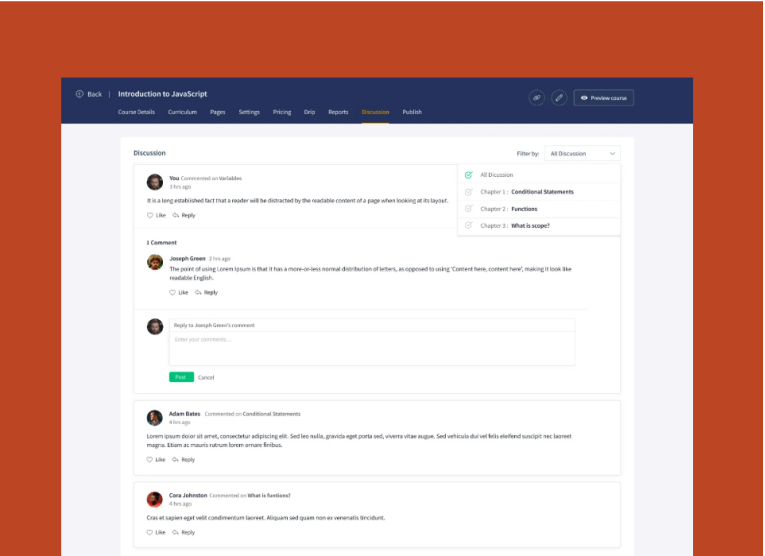 Back | Introduction to JavaScript
Preview course
Course Details Curriculum Pages Settings Pricing Drip Reports Discussion Publish
Discussion
Filter by: All Discussion
You Commented on Variables
3 hrs ago
It is a long established fact that a reader will be distracted by the readable content of a page when looking at its layout.
Like Reply
All Dicussion
Chapter 1 : Conditional Statements
Chapter 2 : Functions
Chapter 3 : What is scope?
1 Comment
Joseph Green 2 hrs ago
The point of using Lorem Ipsum is that it has a more-or-less normal distribution of letters, as opposed to using 'Content here, content here', making it look like
readable English.
Like Reply
Reply to Joesph Green's comment
Enter your comments...
Post Cancel
Adam Bates Commented on Conditional Statements
4 hrs ago
Lorem ipsum dolor sit amet, consectetur adipiscing elit. Sed leo nulla, gravida eget porta sed, viverra vitae augue. Sed vehicula dui vel felis eleifend suscipit nec laoreet
magna. Etiam ac mauris rutrum lorem ornare finibus.
Like Reply
Cora Johnston Commented on What is funtions?
4 hrs ago
Cras et sapien eget velit condimentum laoreet. Aliquam sed quam non ex venenatis tincidunt.
Like Reply